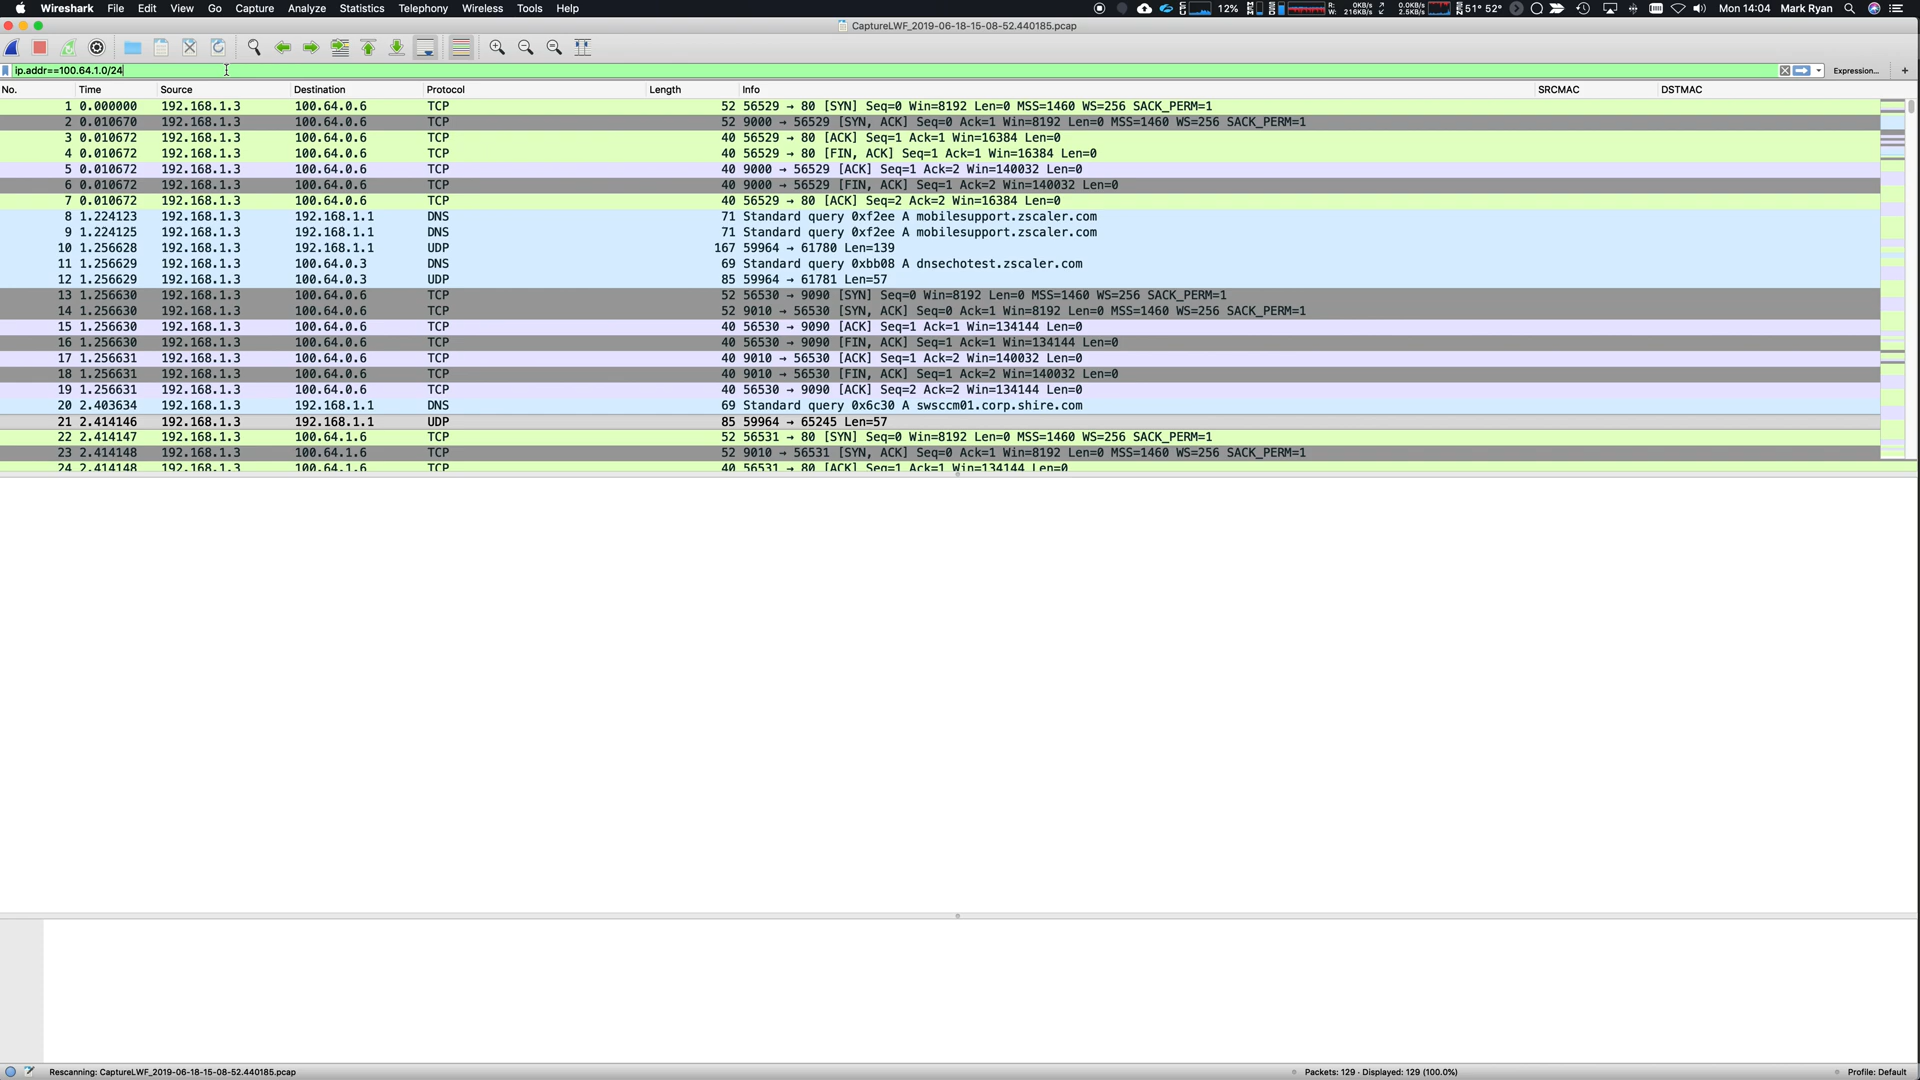 Wireshark File Edit View Go Capture Analyze Statistics Telephony Wireless Tools Help 12% R: 0KB/s W: 216KB/s 0.0KB/s 2.5KB/s 51° 52° Mon 14:04 Mark Ryan
CaptureLWF_2019-06-18-15-08-52.440185.pcap
ip.addr==100.64.1.0/24 Expression... +
No. Time Source Destination Protocol Length Info SRCMAC DSTMAC
1 0.000000 192.168.1.3 100.64.0.6 TCP 52 56529 → 80 [SYN] Seq=0 Win=8192 Len=0 MSS=1460 WS=256 SACK_PERM=1
2 0.010670 192.168.1.3 100.64.0.6 TCP 52 9000 → 56529 [SYN, ACK] Seq=0 Ack=1 Win=8192 Len=0 MSS=1460 WS=256 SACK_PERM=1
3 0.010672 192.168.1.3 100.64.0.6 TCP 40 56529 → 80 [ACK] Seq=1 Ack=1 Win=16384 Len=0
4 0.010672 192.168.1.3 100.64.0.6 TCP 40 56529 → 80 [FIN, ACK] Seq=1 Ack=1 Win=16384 Len=0
5 0.010672 192.168.1.3 100.64.0.6 TCP 40 9000 → 56529 [ACK] Seq=1 Ack=2 Win=140032 Len=0
6 0.010672 192.168.1.3 100.64.0.6 TCP 40 9000 → 56529 [FIN, ACK] Seq=1 Ack=2 Win=140032 Len=0
7 0.010672 192.168.1.3 100.64.0.6 TCP 40 56529 → 80 [ACK] Seq=2 Ack=2 Win=16384 Len=0
8 1.224123 192.168.1.3 192.168.1.1 DNS 71 Standard query 0xf2ee A mobilesupport.zscaler.com
9 1.224125 192.168.1.3 192.168.1.1 DNS 71 Standard query 0xf2ee A mobilesupport.zscaler.com
10 1.256628 192.168.1.3 192.168.1.1 UDP 167 59964 → 61780 Len=139
11 1.256629 192.168.1.3 100.64.0.3 DNS 69 Standard query 0xbb08 A dnsechotest.zscaler.com
12 1.256629 192.168.1.3 100.64.0.3 UDP 85 59964 → 61781 Len=57
13 1.256630 192.168.1.3 100.64.0.6 TCP 52 56530 → 9090 [SYN] Seq=0 Win=8192 Len=0 MSS=1460 WS=256 SACK_PERM=1
14 1.256630 192.168.1.3 100.64.0.6 TCP 52 9010 → 56530 [SYN, ACK] Seq=0 Ack=1 Win=8192 Len=0 MSS=1460 WS=256 SACK_PERM=1
15 1.256630 192.168.1.3 100.64.0.6 TCP 40 56530 → 9090 [ACK] Seq=1 Ack=1 Win=134144 Len=0
16 1.256630 192.168.1.3 100.64.0.6 TCP 40 56530 → 9090 [FIN, ACK] Seq=1 Ack=1 Win=134144 Len=0
17 1.256631 192.168.1.3 100.64.0.6 TCP 40 9010 → 56530 [ACK] Seq=1 Ack=2 Win=140032 Len=0
18 1.256631 192.168.1.3 100.64.0.6 TCP 40 9010 → 56530 [FIN, ACK] Seq=1 Ack=2 Win=140032 Len=0
19 1.256631 192.168.1.3 100.64.0.6 TCP 40 56530 → 9090 [ACK] Seq=2 Ack=2 Win=134144 Len=0
20 2.403634 192.168.1.3 192.168.1.1 DNS 69 Standard query 0x6c30 A swsccm01.corp.shire.com
21 2.414146 192.168.1.3 192.168.1.1 UDP 85 59964 → 65245 Len=57
22 2.414147 192.168.1.3 100.64.1.6 TCP 52 56531 → 80 [SYN] Seq=0 Win=8192 Len=0 MSS=1460 WS=256 SACK_PERM=1
23 2.414148 192.168.1.3 100.64.1.6 TCP 52 9010 → 56531 [SYN, ACK] Seq=0 Ack=1 Win=8192 Len=0 MSS=1460 WS=256 SACK_PERM=1
24 2.414148 192.168.1.3 100.64.1.6 TCP 40 56531 → 80 [ACK] Seq=1 Ack=1 Win=134144 Len=0
Rescanning: CaptureLWF_2019-06-18-15-08-52.440185.pcap Packets: 129 · Displayed: 129 (100.0%) Profile: Default